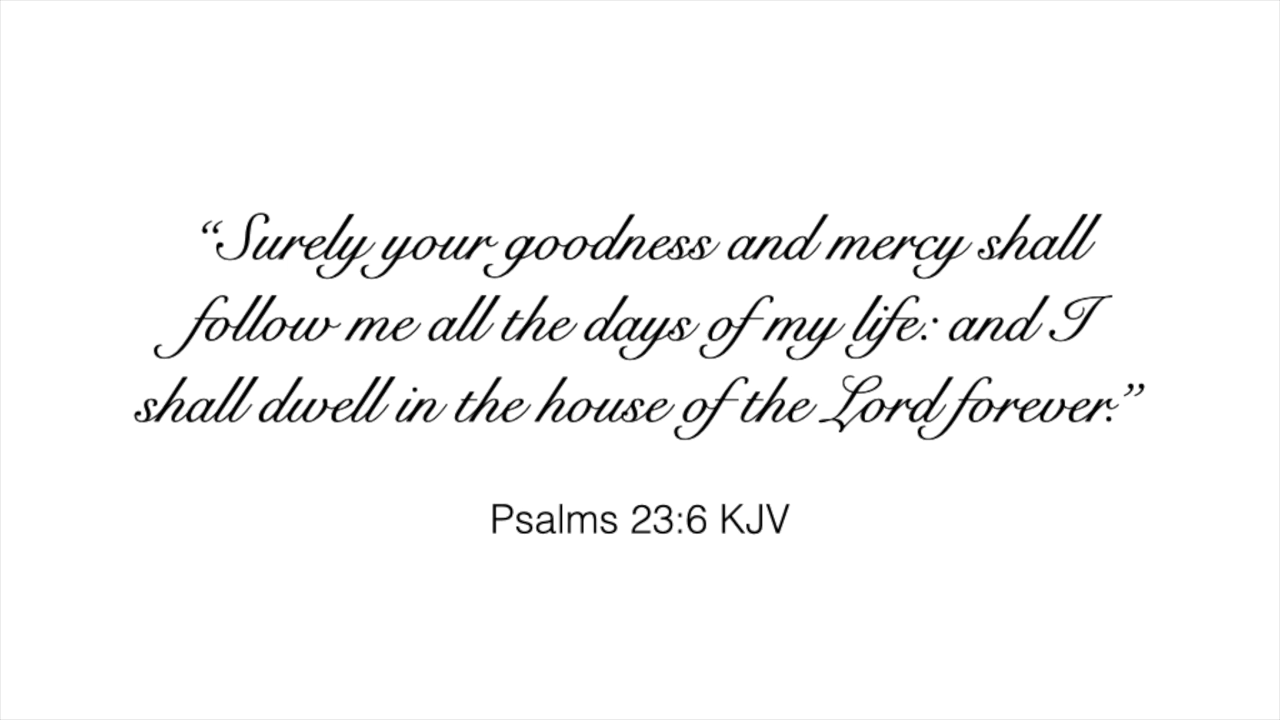 “Surely your goodness and mercy shall
follow me all the days of my life: and I
shall dwell in the house of the Lord forever.”
Psalms 23:6 KJV